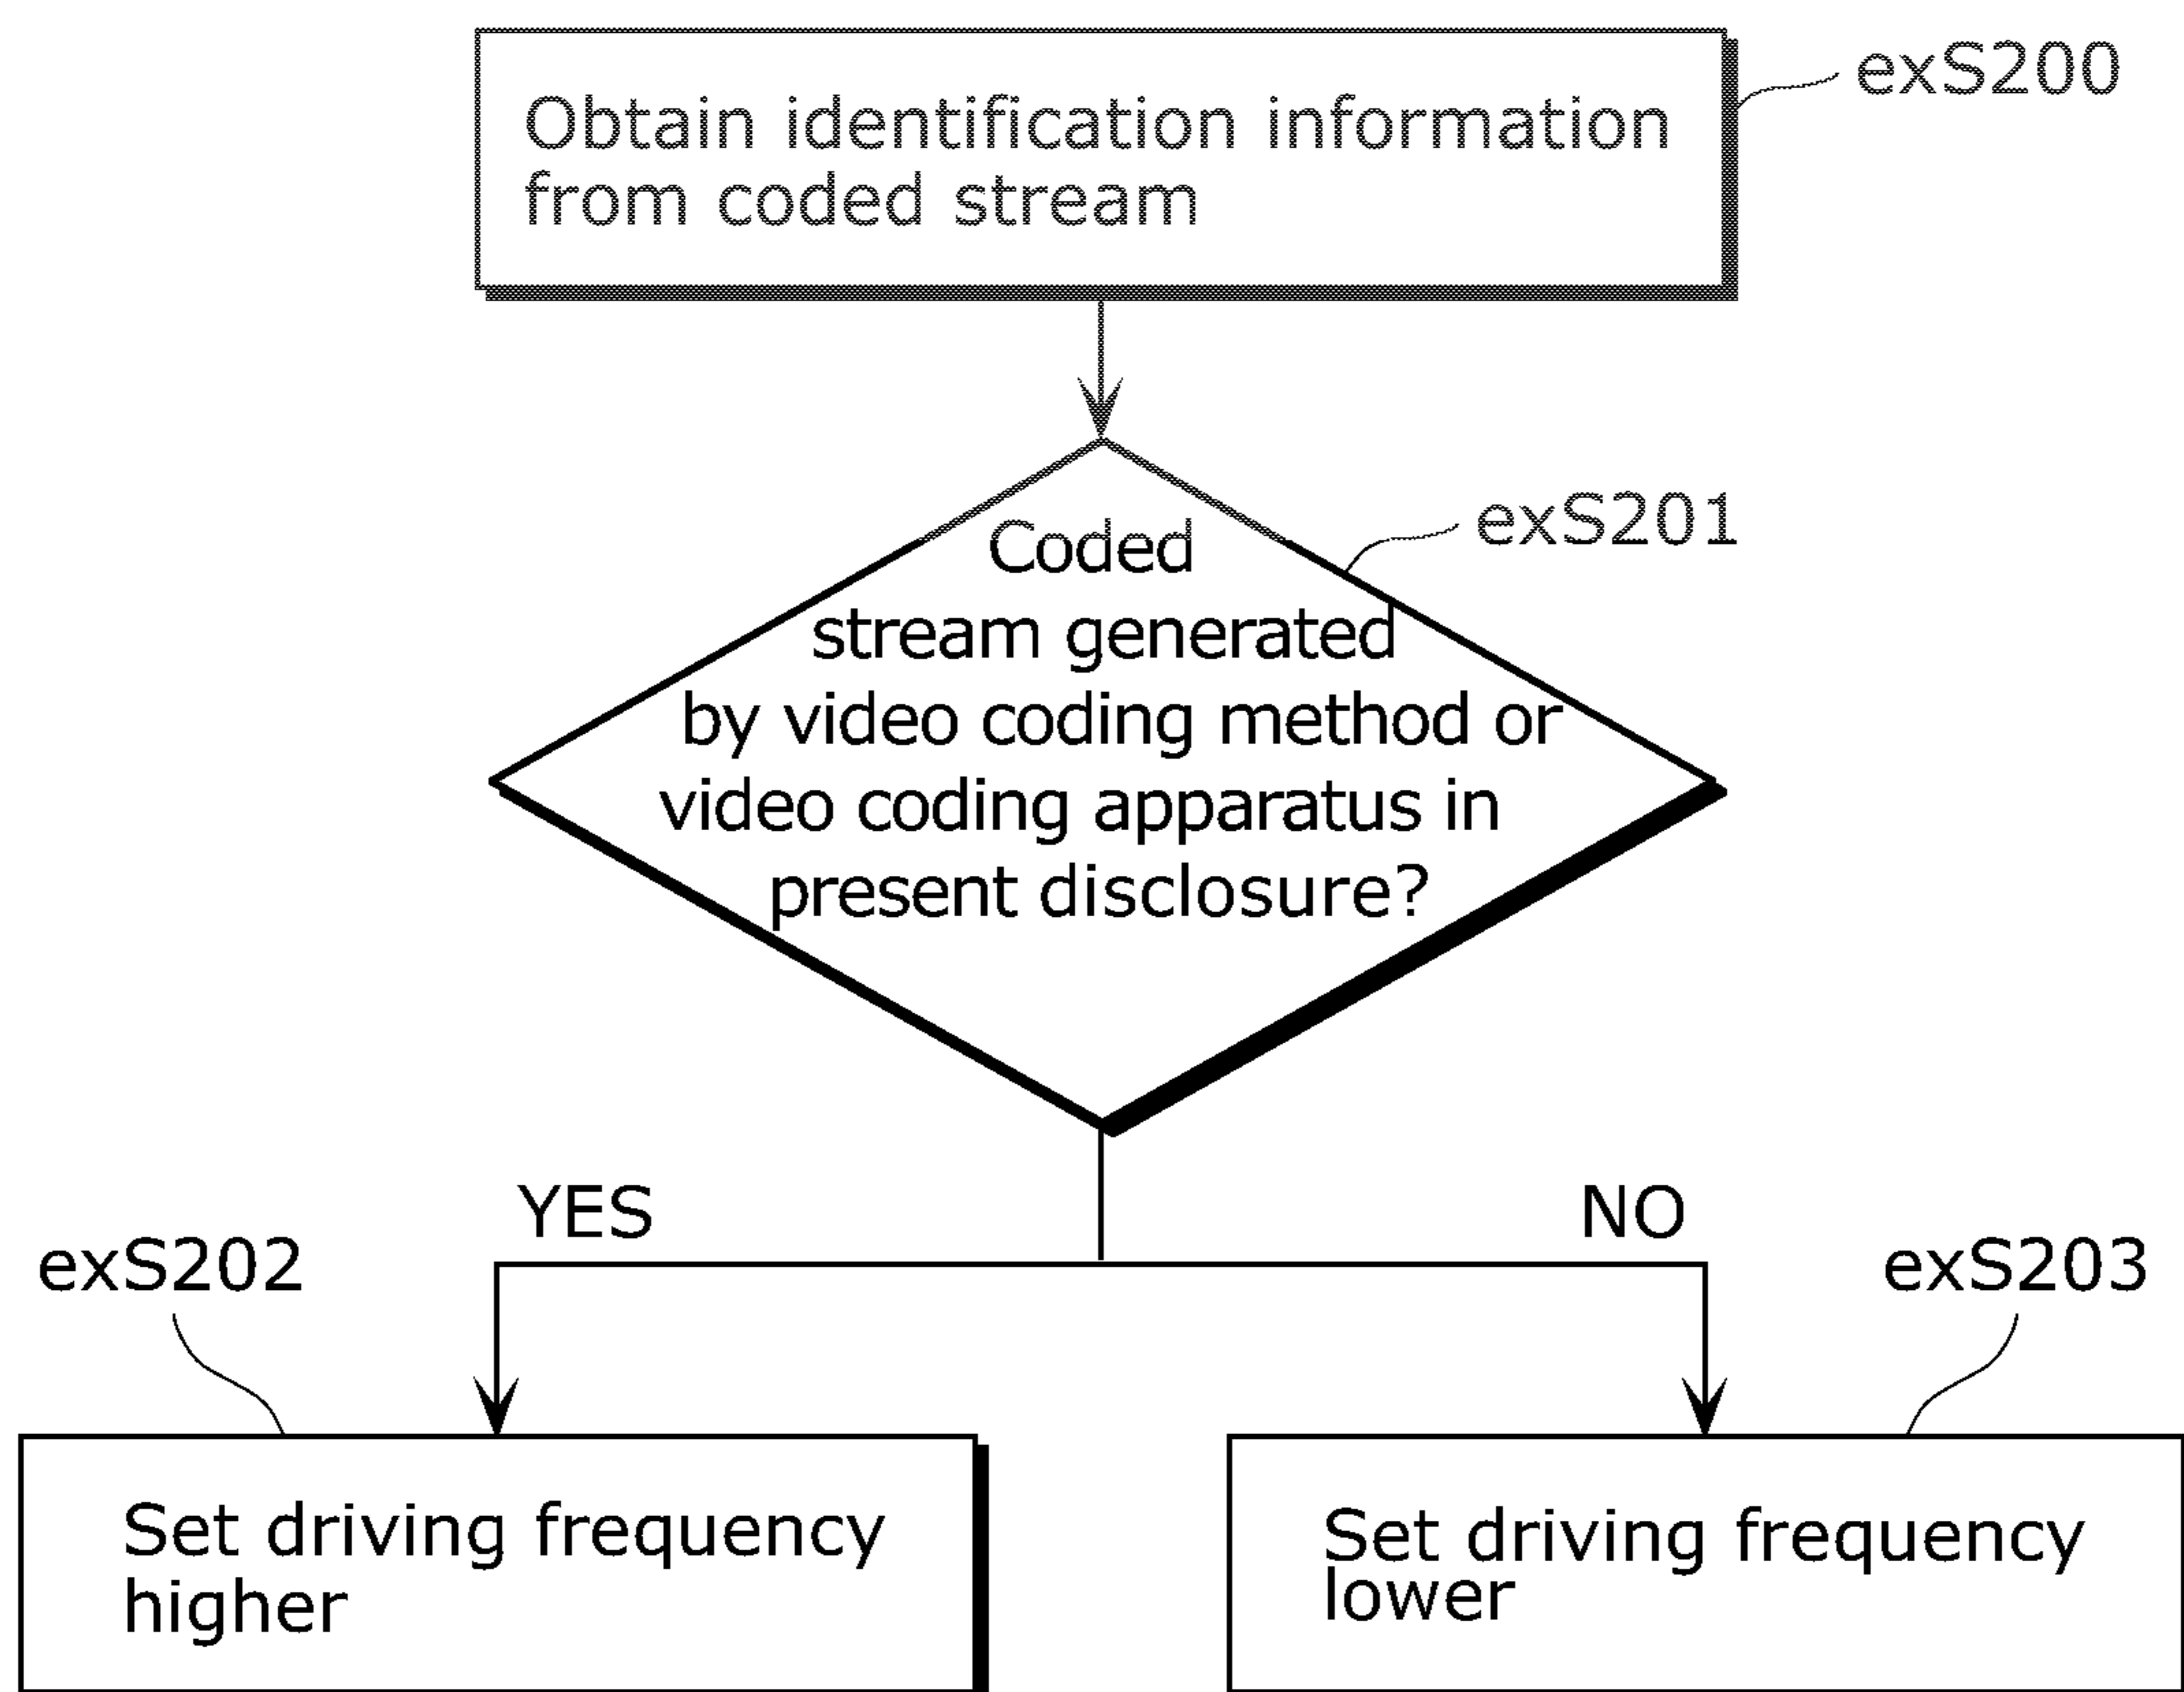 exS200
Obtain identification information
from coded stream
exS201
Coded
stream generated
by video coding method or
video coding apparatus in
present disclosure?
YES
NO
exS202
exS203
Set driving frequency
higher
Set driving frequency
lower